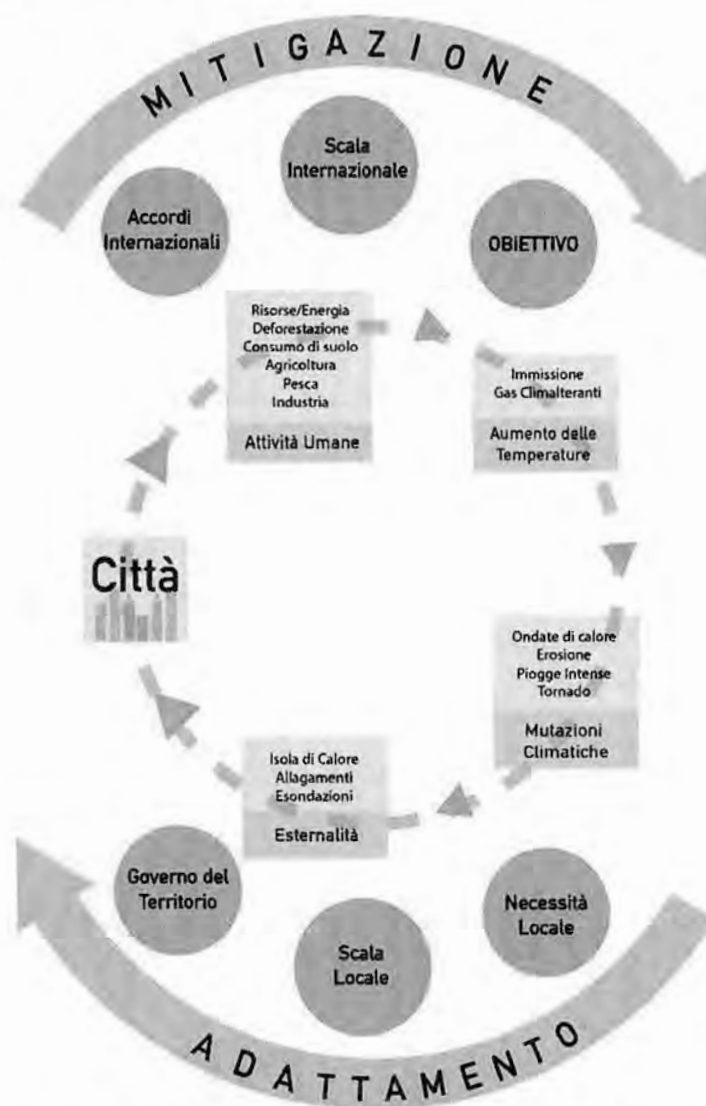 MITIGAZIONE
Scala
Internazionale
Accordi
Internazionali
OBIETTIVO
Risorse/Energia
Deforestazione
Consumo di suolo
Agricoltura
Pesca
Industria
Attività Umane
Immissione
Gas Climalteranti
Aumento delle
Temperature
Città
Ondate di calore
Erosione
Piogge Intense
Tornado
Mutazioni
Climatiche
Isola di Calore
Allagamenti
Esondazioni
Esternalità
Governo del
Territorio
Necessità
Locale
Scala
Locale
ADATTAMENTO